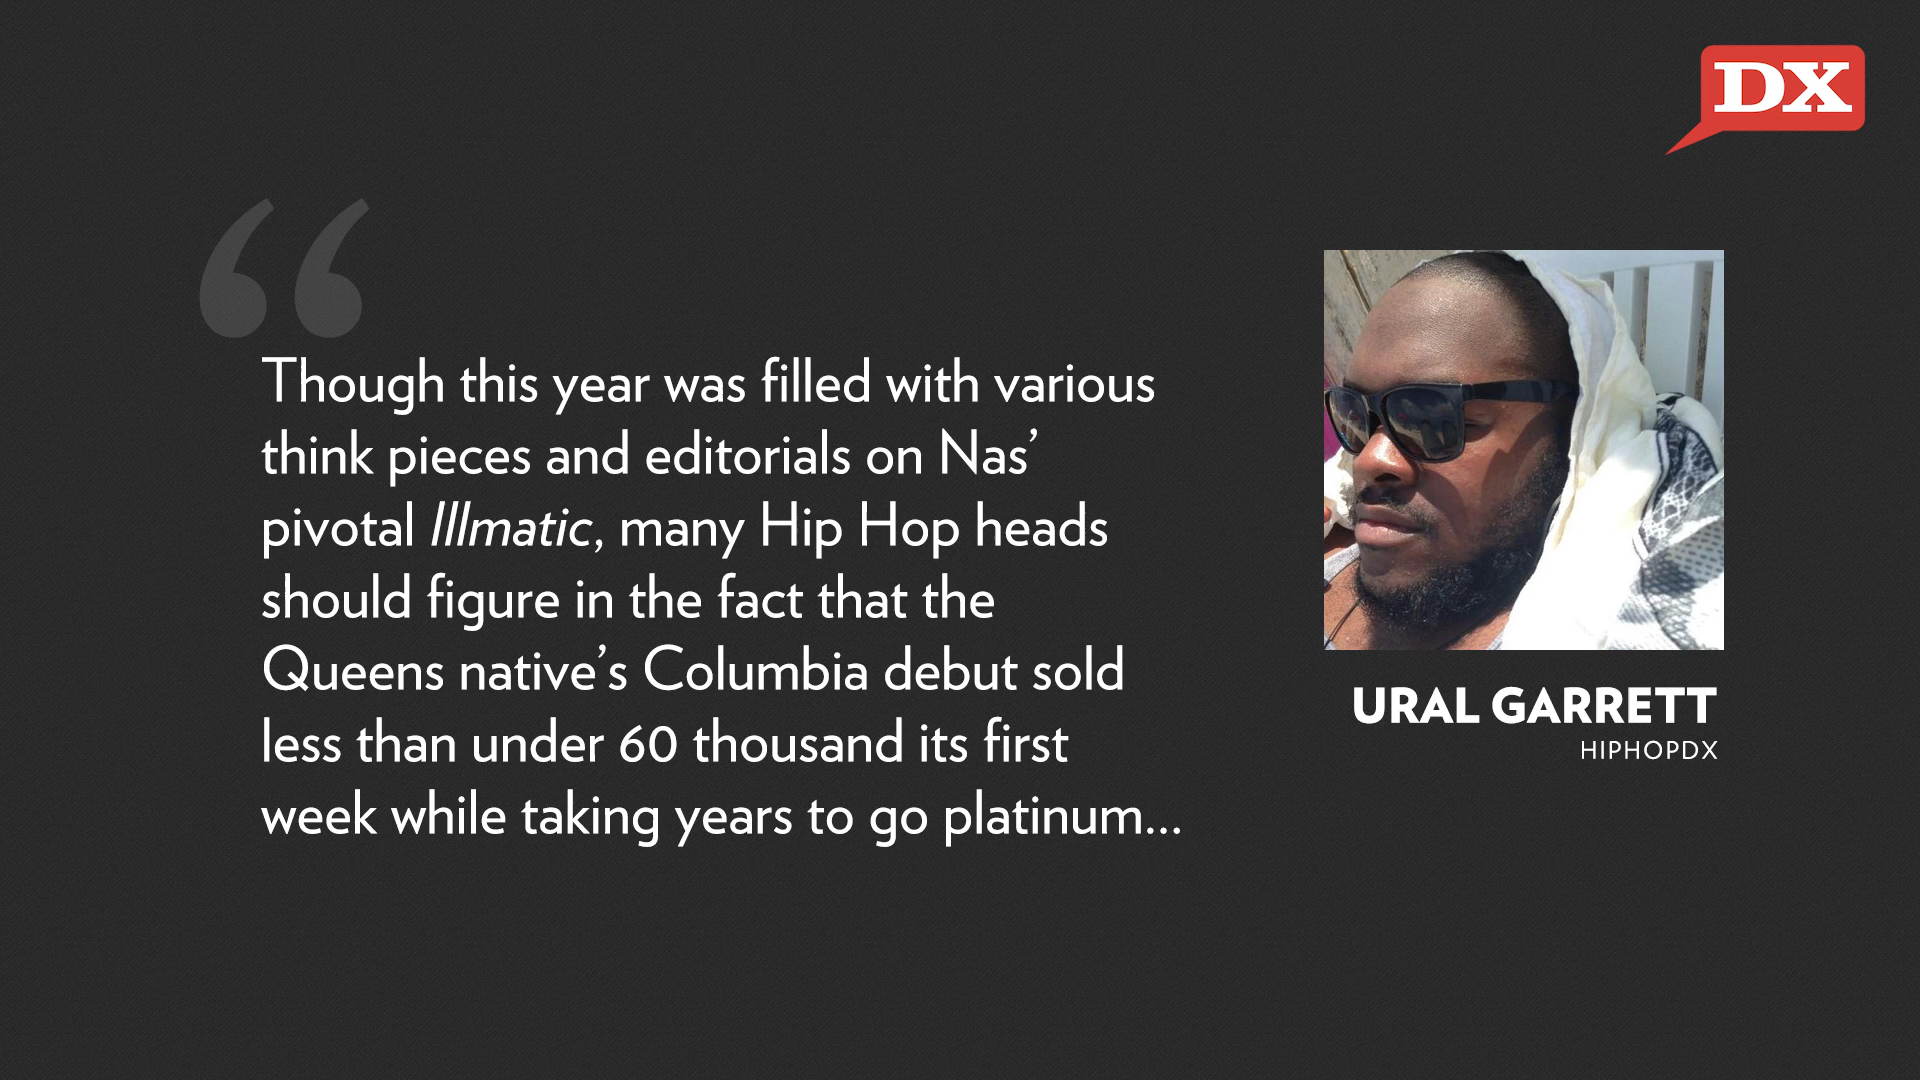 DX
“
Though this year was filled with various
think pieces and editorials on Nas’
pivotal Illmatic, many Hip Hop heads
should figure in the fact that the
Queens native’s Columbia debut sold
less than under 60 thousand its first
week while taking years to go platinum...
URAL GARRETT
HIPHOPDX